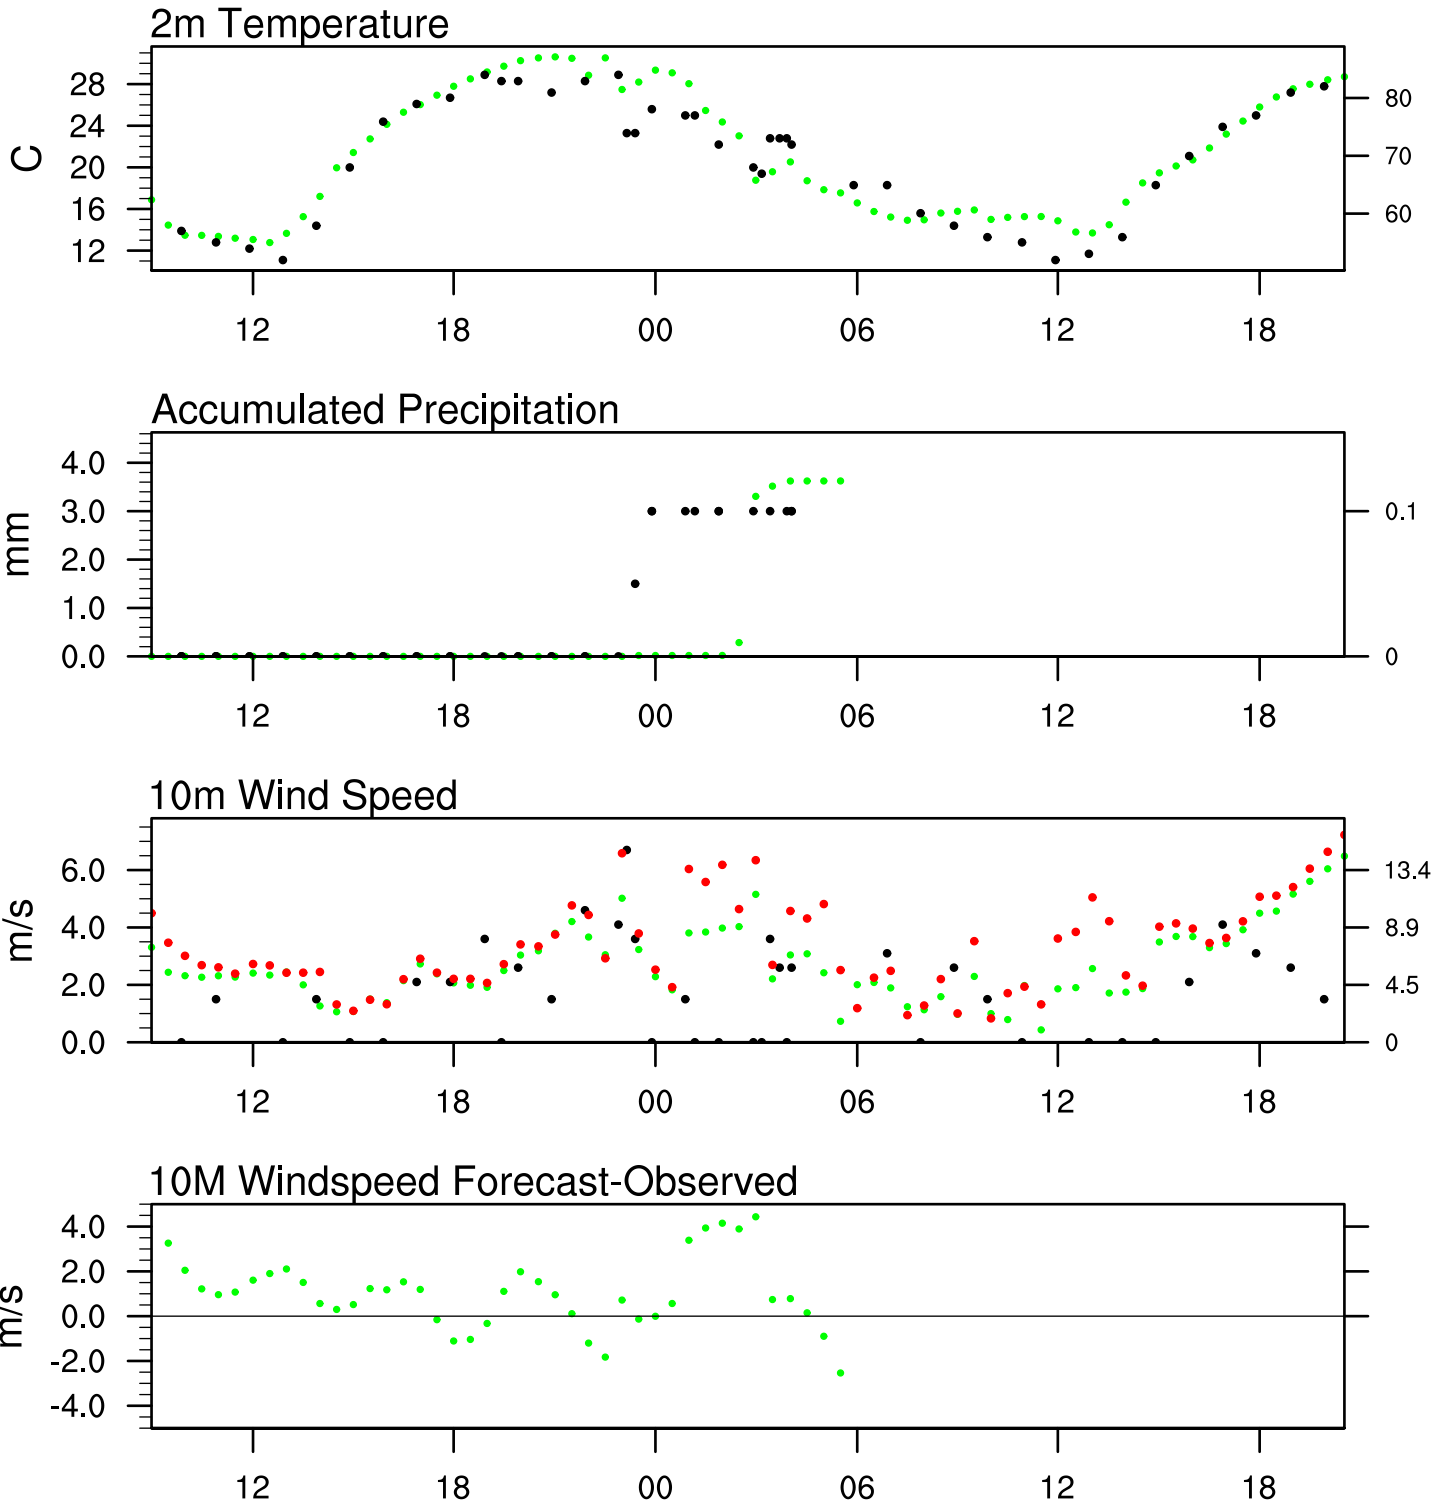 2m Temperature
28
24
20
16
12
C
80
70
60
12 18 00 06 12 18
Accumulated Precipitation
4.0
3.0
2.0
1.0
0.0
mm
0.1
0
12 18 00 06 12 18
10m Wind Speed
6.0
4.0
2.0
0.0
m/s
13.4
8.9
4.5
0
12 18 00 06 12 18
10M Windspeed Forecast-Observed
4.0
2.0
0.0
-2.0
-4.0
m/s
12 18 00 06 12 18